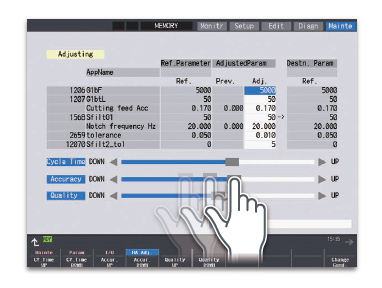 MEMORY Monitr Setup Edit Diagn Mainte
Adjusting
Ref.Parameter AdjustedParam Destn. Param
AppName
Ref. Prev. Adj. Ref.
1206 G1bF 5000 5000 5000
1207 G1btL 50 50 50
Cutting feed Acc 0.170 0.000 0.170 0.170
1568 SfiltG1 50 50 -> 50
Notch frequency Hz 20.000 0.000 20.000 20.000
2659 tolerance 0.050 0.010 0.050
12070 Sfilt2_tol 0 5 0
Cycle Time DOWN UP
Accuracy DOWN UP
Quality DOWN UP
15:15
Mainte Param I/O
CY.Time UP CY.Time DOWN Accur. UP Accur. DOWN Quality UP Quality DOWN Change Cond.